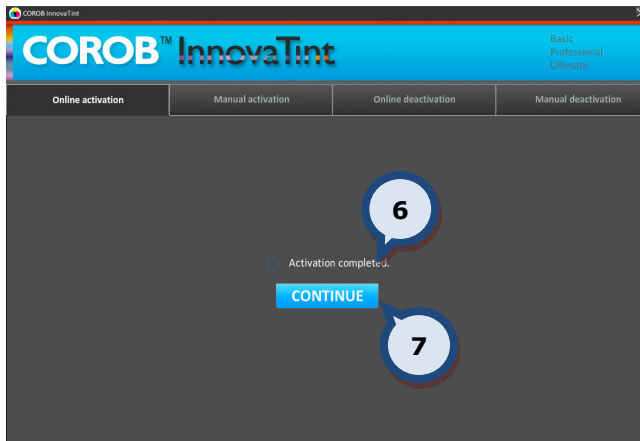 COROB InnovaTint
COROB™ InnovaTint
Basic
Professional
Ultimate
Online activation
Manual activation
Online deactivation
Manual deactivation
6
Activation completed.
CONTINUE
7